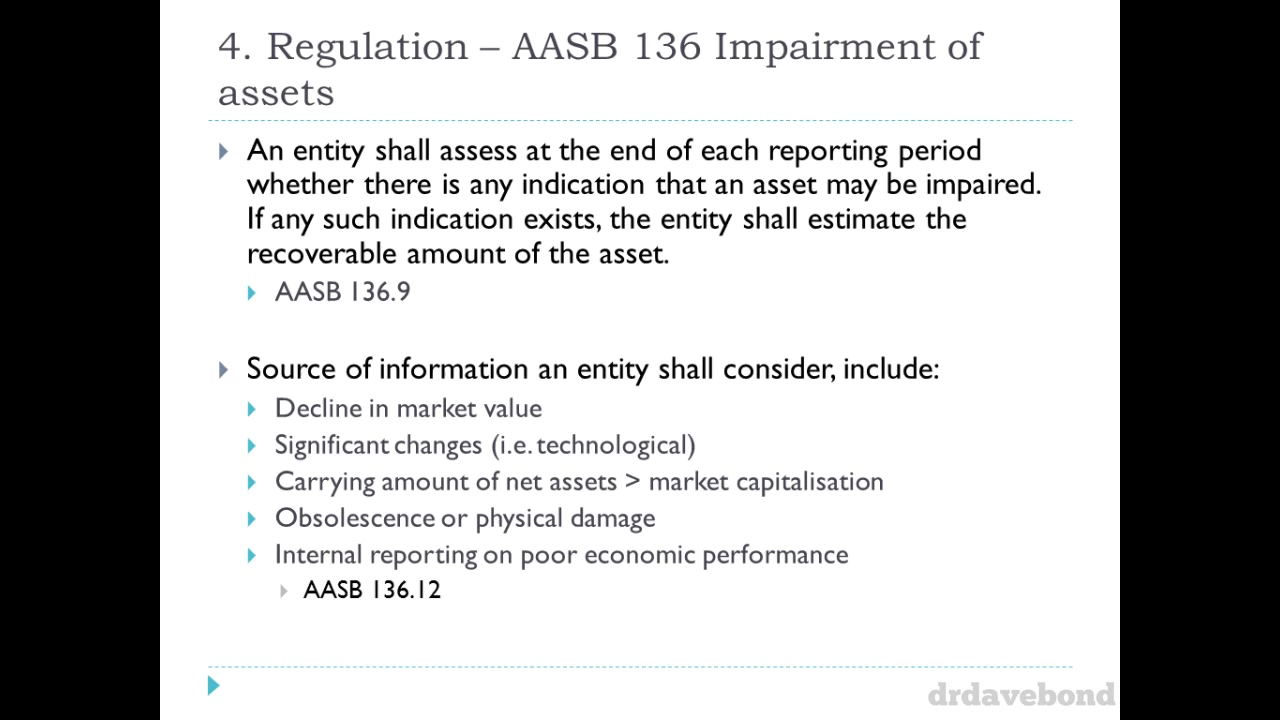 4. Regulation – AASB 136 Impairment of
assets
An entity shall assess at the end of each reporting period
whether there is any indication that an asset may be impaired.
If any such indication exists, the entity shall estimate the
recoverable amount of the asset.
AASB 136.9
Source of information an entity shall consider, include:
Decline in market value
Significant changes (i.e. technological)
Carrying amount of net assets > market capitalisation
Obsolescence or physical damage
Internal reporting on poor economic performance
AASB 136.12
drdavebond